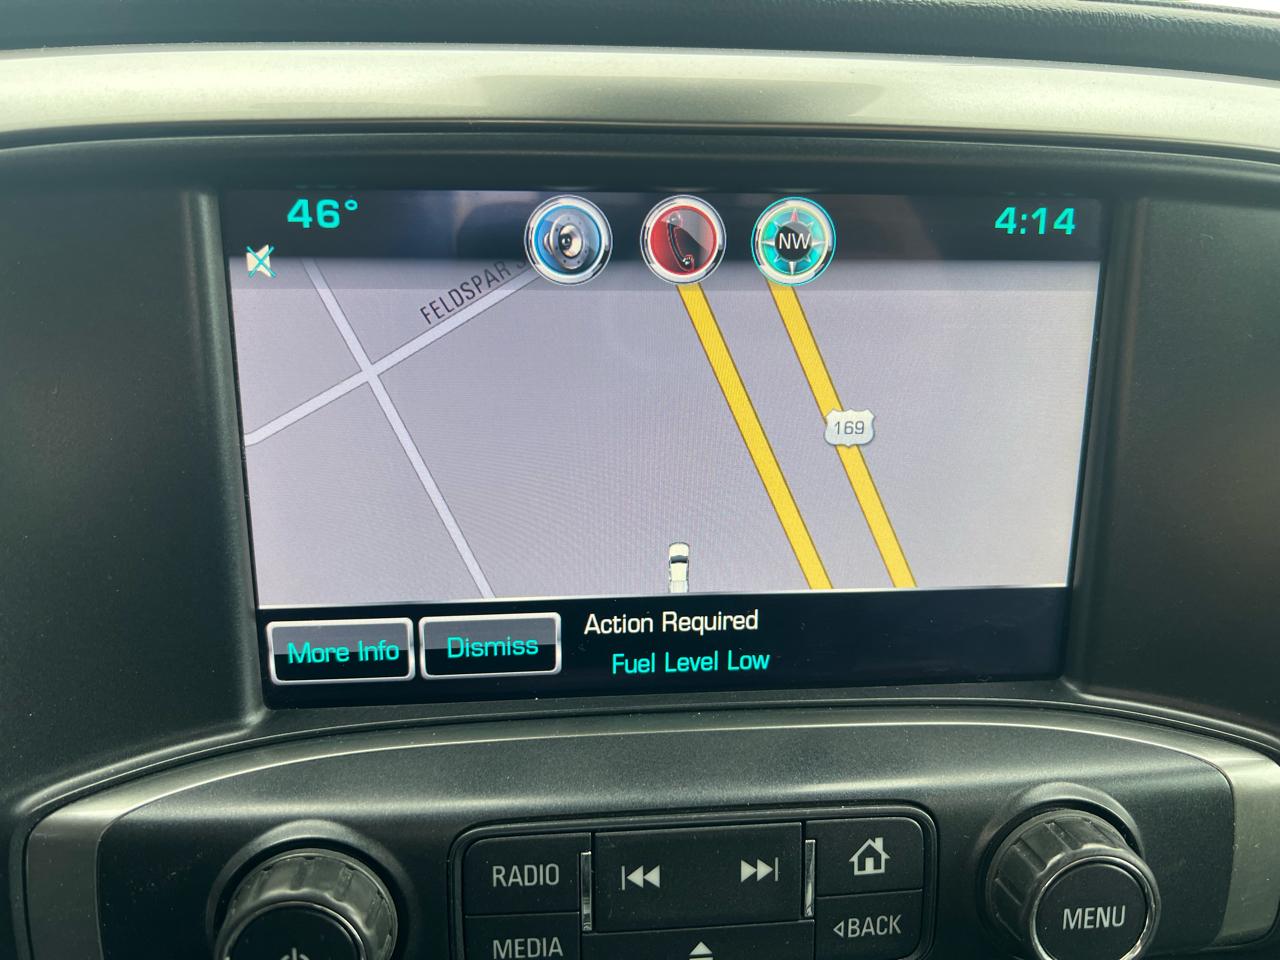 46°
4:14
NW
FELDSPAR
169
More Info
Dismiss
Action Required
Fuel Level Low
RADIO
MEDIA
BACK
MENU